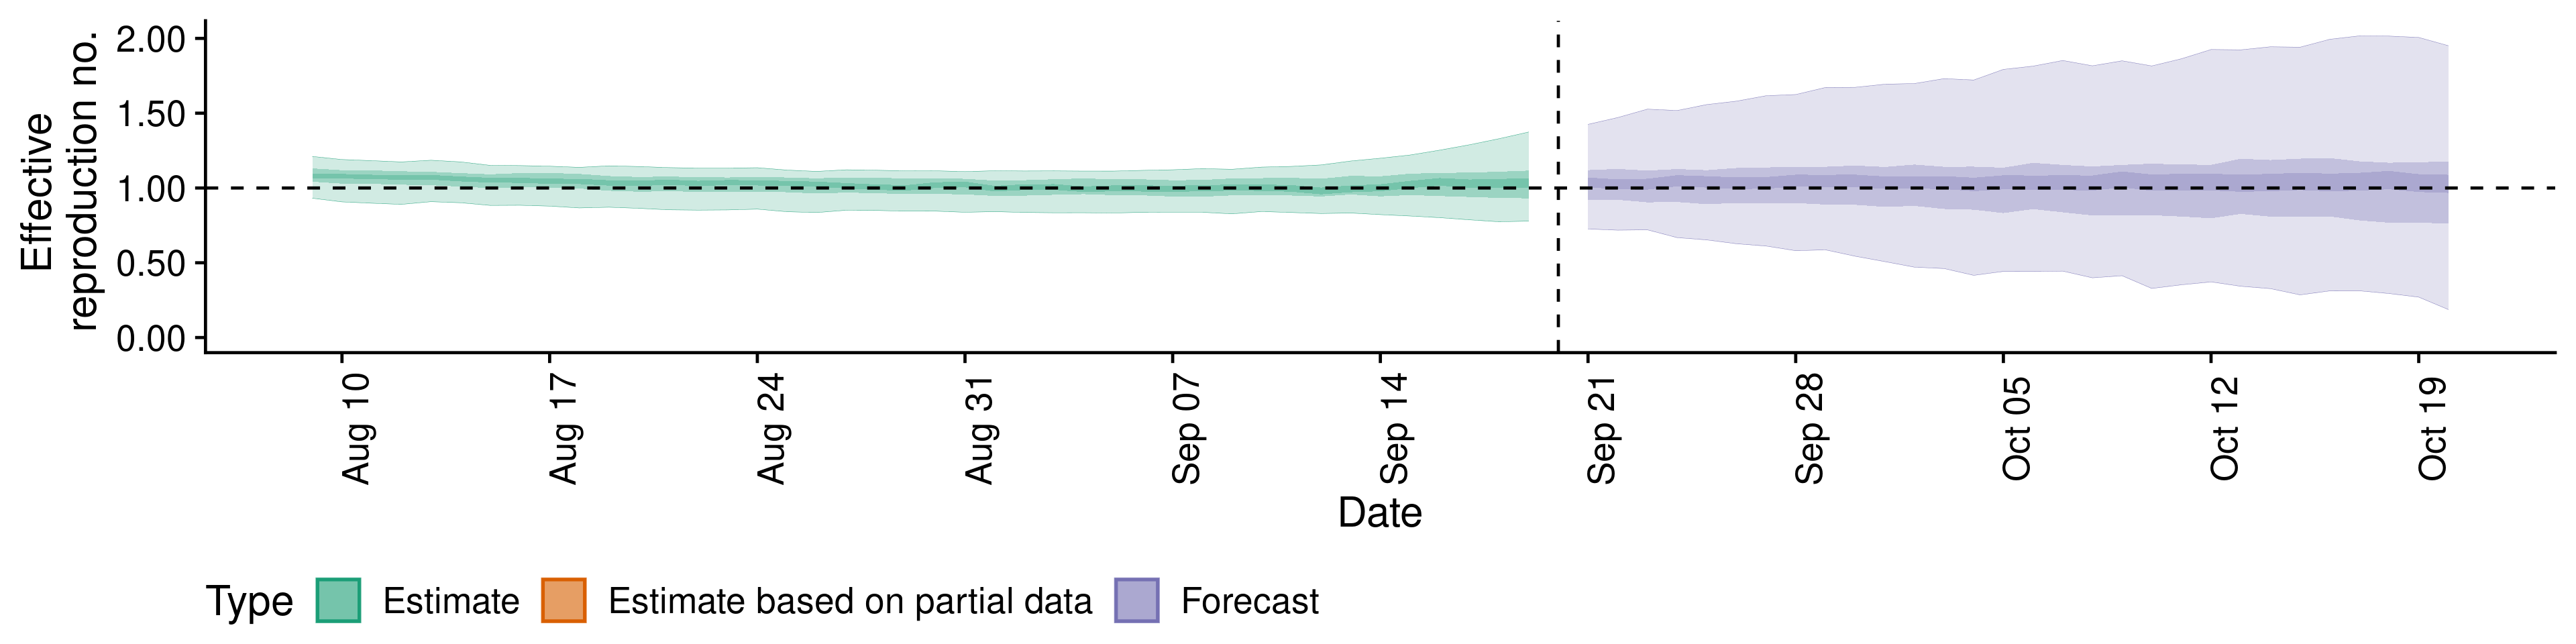 Effective
reproduction no.
2.00
1.50
1.00
0.50
0.00
Aug 10
Aug 17
Aug 24
Aug 31
Sep 07
Sep 14
Sep 21
Sep 28
Oct 05
Oct 12
Oct 19
Date
Type Estimate Estimate based on partial data Forecast